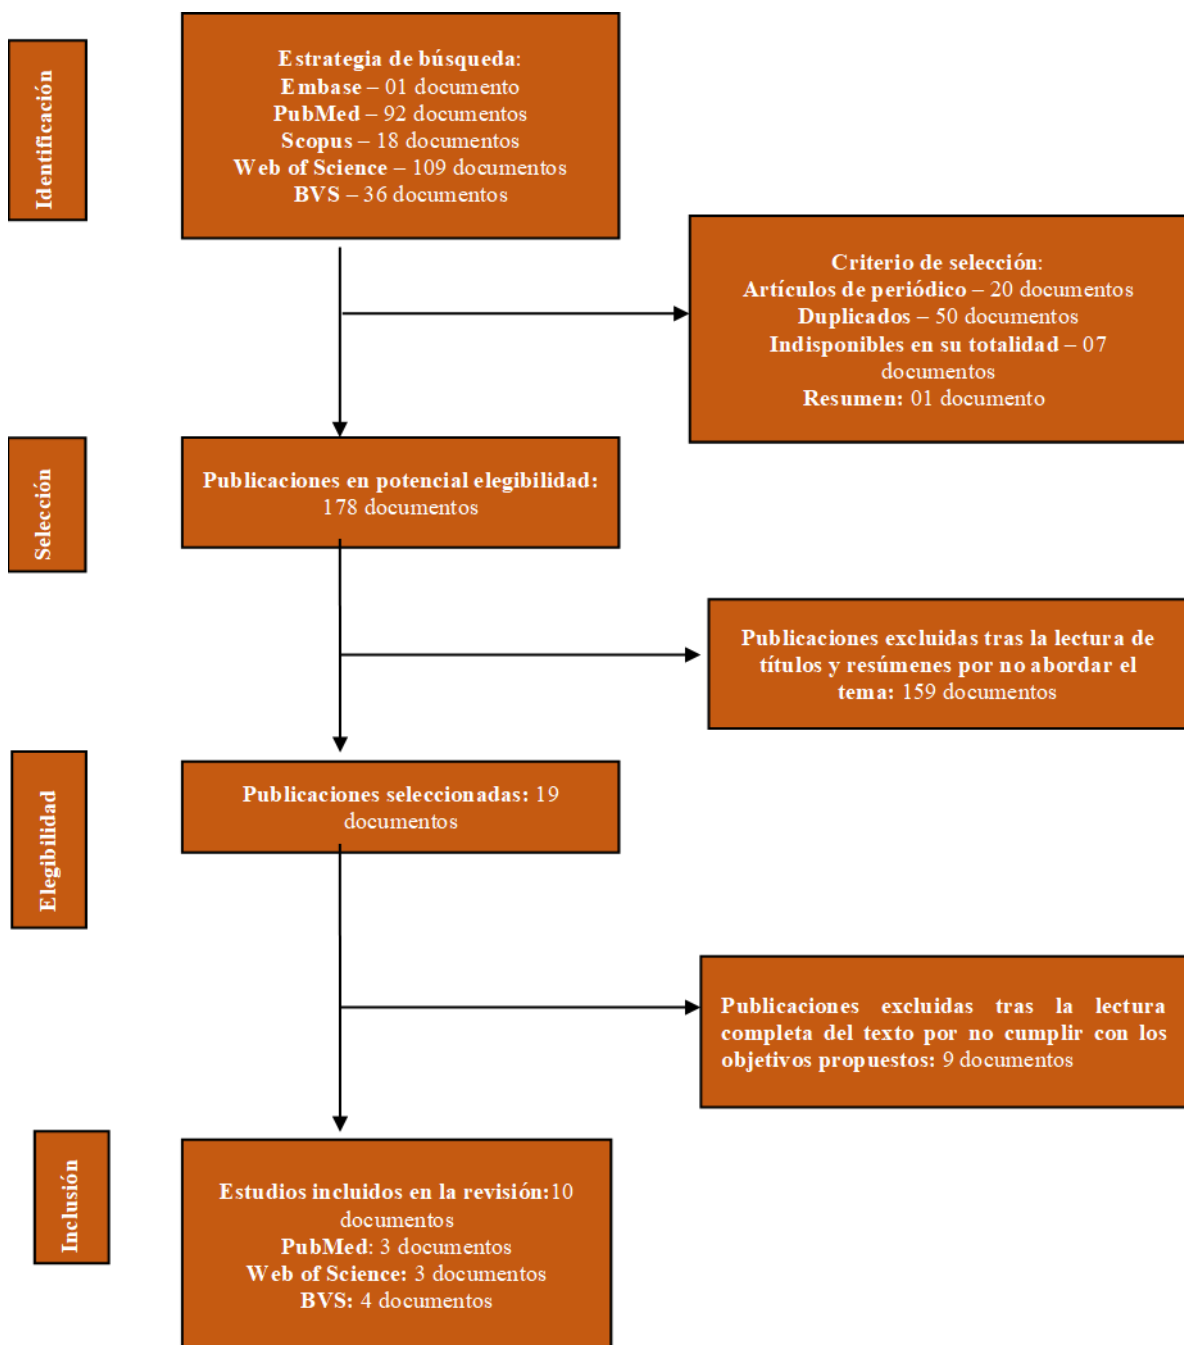 Identificación
Estrategia de búsqueda:
Embase – 01 documento
PubMed – 92 documentos
Scopus – 18 documentos
Web of Science – 109 documentos
BVS – 36 documentos
Criterio de selección:
Artículos de periódico – 20 documentos
Duplicados – 50 documentos
Indisponibles en su totalidad – 07
documentos
Resumen: 01 documento
Selección
Publicaciones en potencial elegibilidad:
178 documentos
Publicaciones excluidas tras la lectura de
títulos y resúmenes por no abordar el
tema: 159 documentos
Elegibilidad
Publicaciones seleccionadas: 19
documentos
Publicaciones excluidas tras la lectura
completa del texto por no cumplir con los
objetivos propuestos: 9 documentos
Inclusión
Estudios incluidos en la revisión:10
documentos
PubMed: 3 documentos
Web of Science: 3 documentos
BVS: 4 documentos